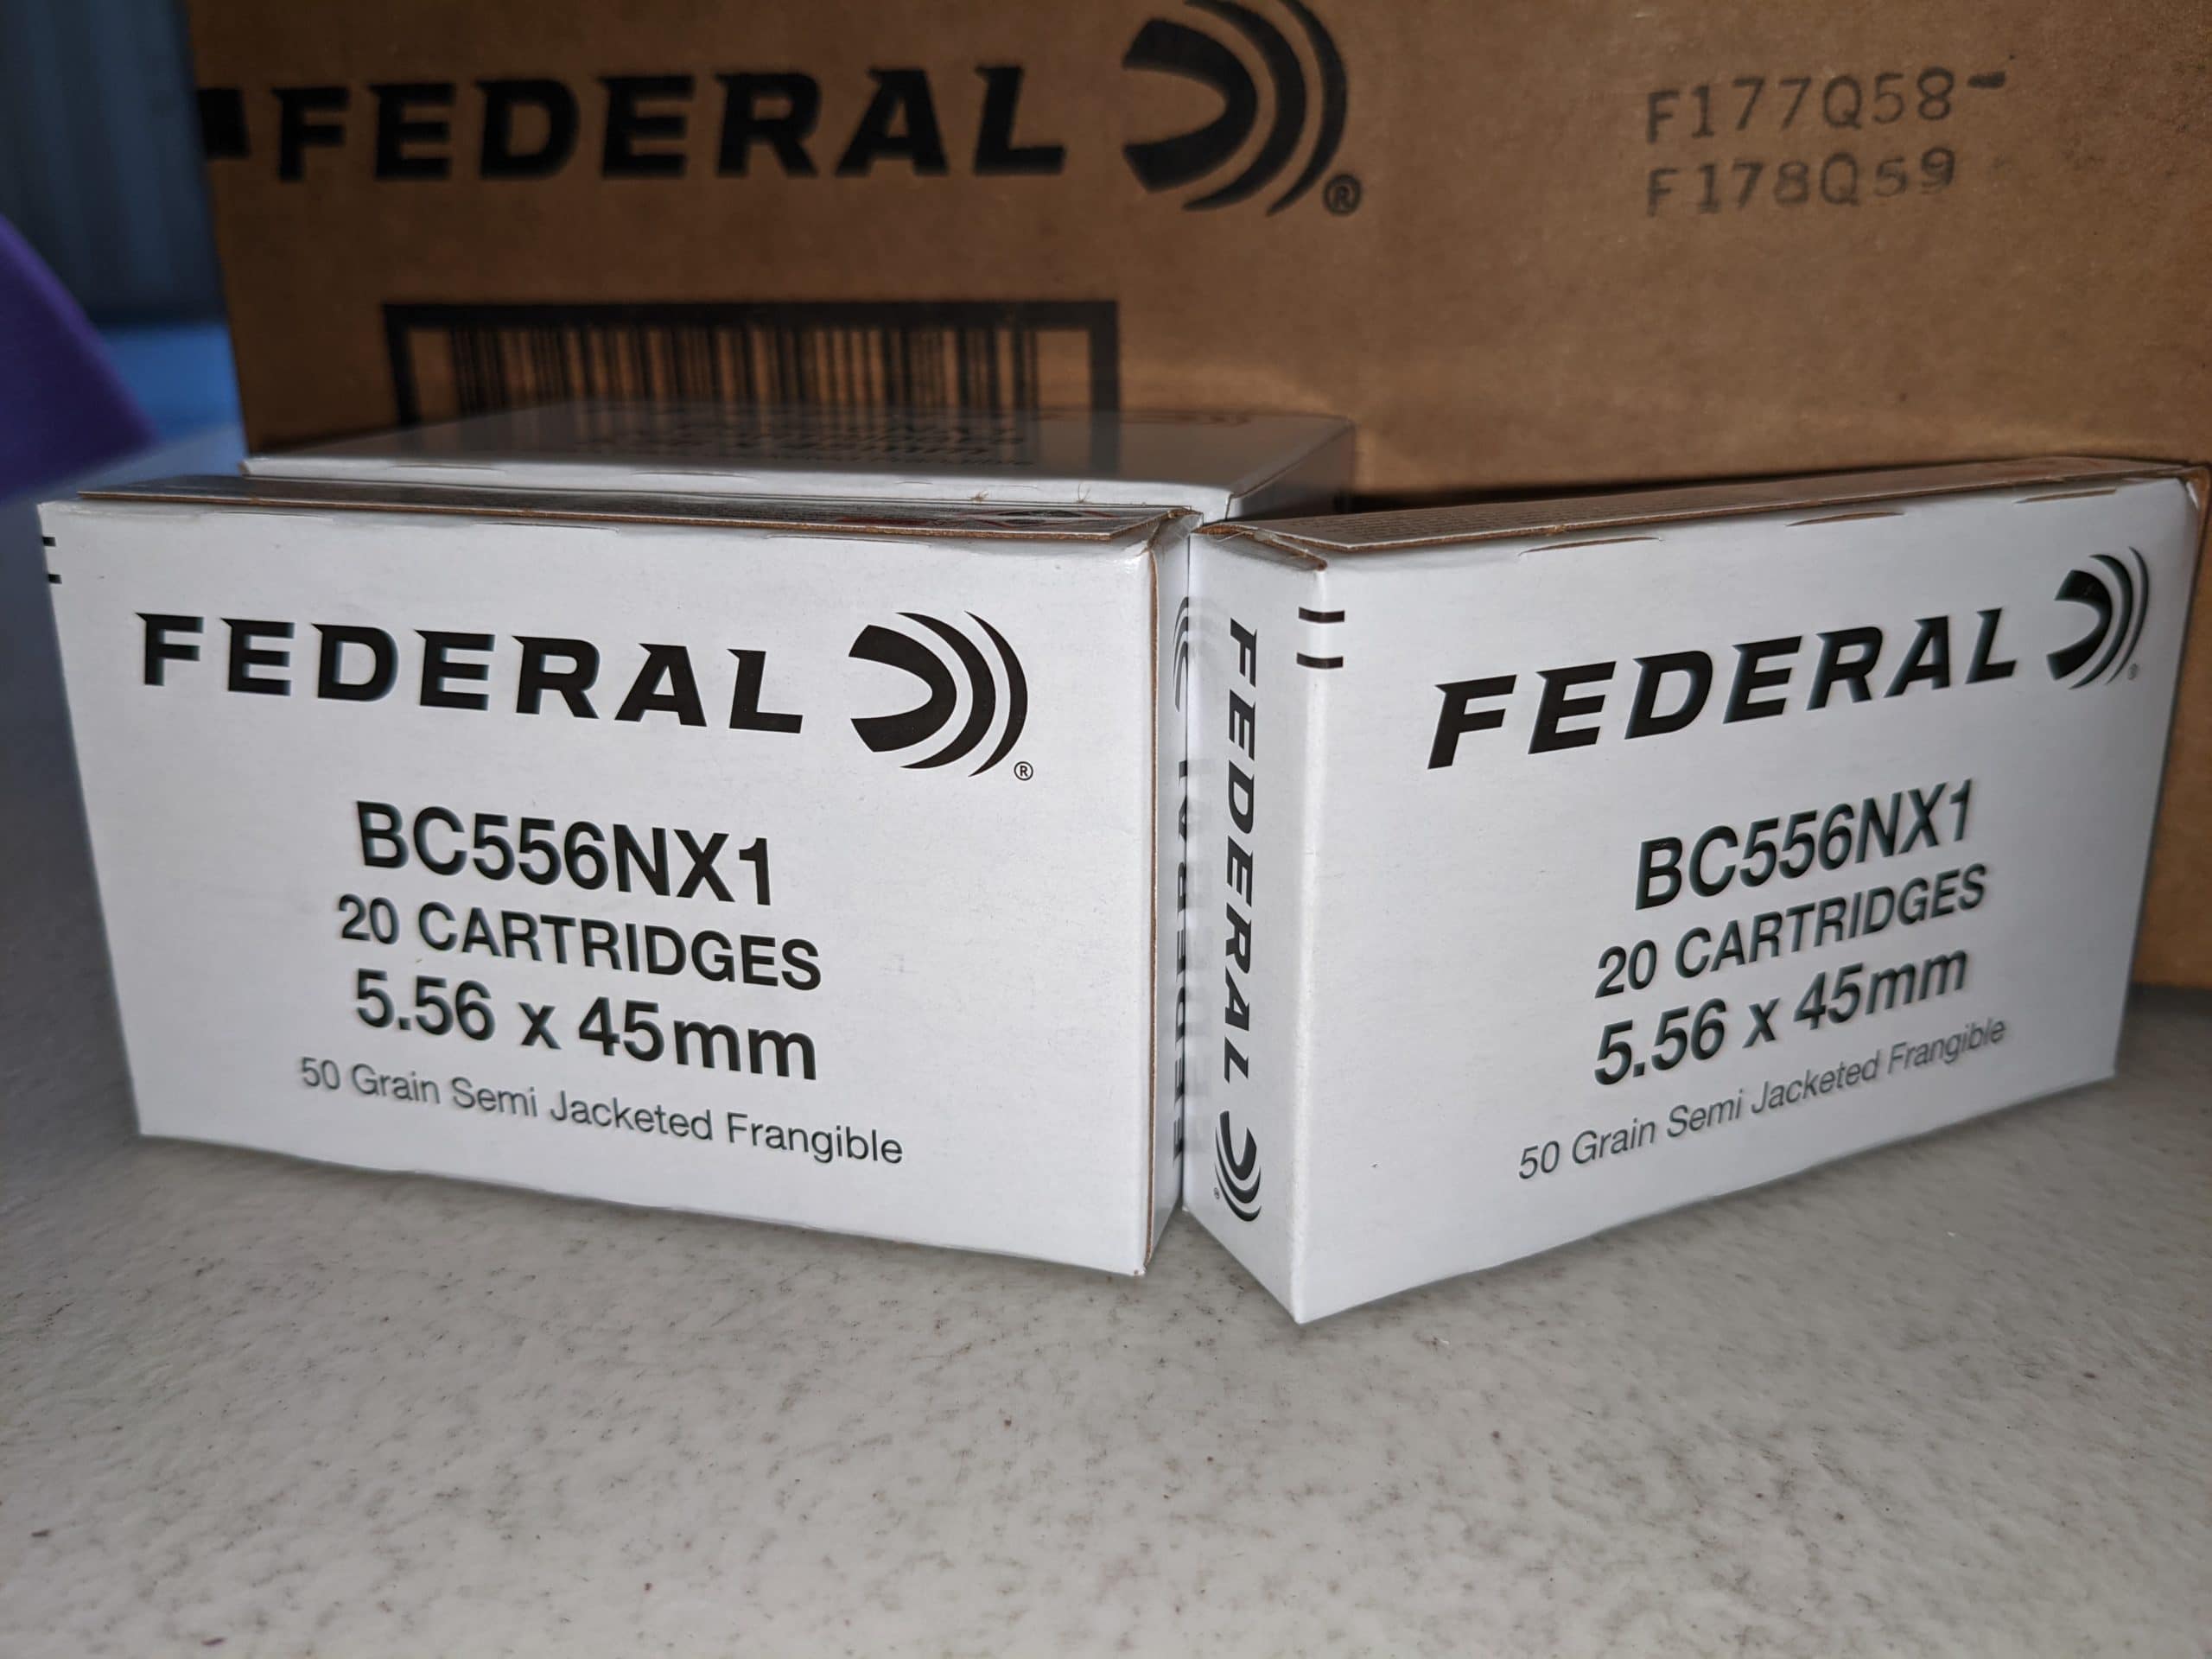 FEDERAL ®
F177Q58-
F178Q59
FEDERAL ®
BC556NX1
20 CARTRIDGES
5.56 x 45mm
50 Grain Semi Jacketed Frangible
FEDERAL ®
FEDERAL ®
BC556NX1
20 CARTRIDGES
5.56 x 45mm
50 Grain Semi Jacketed Frangible